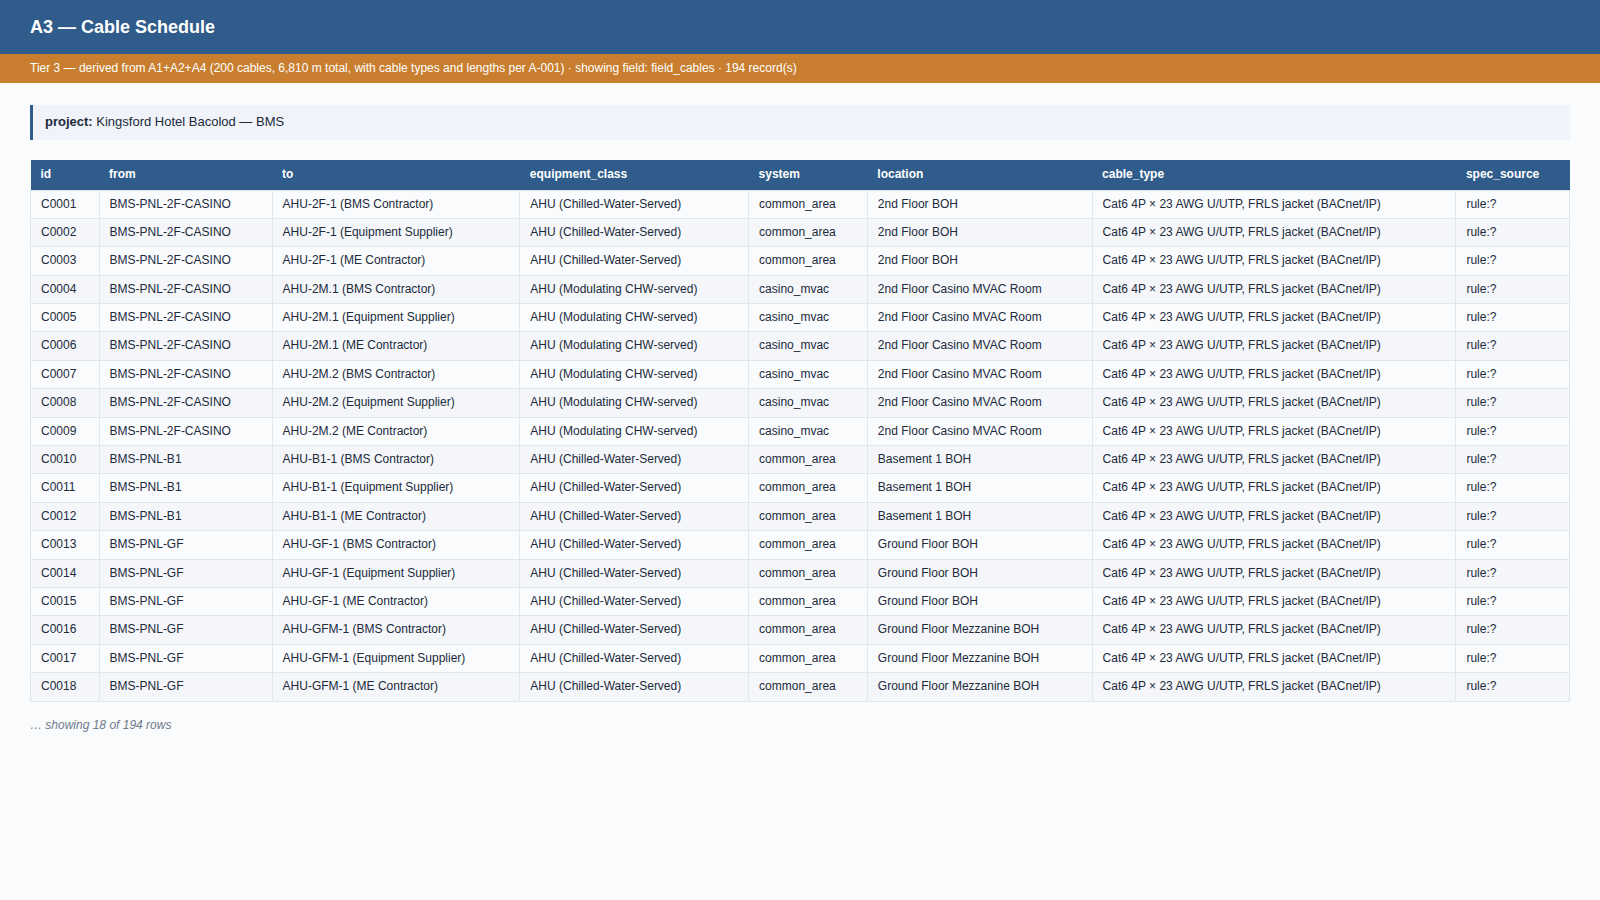 A3 — Cable Schedule
Tier 3 — derived from A1+A2+A4 (200 cables, 6,810 m total, with cable types and lengths per A-001) · showing field: field_cables · 194 record(s)
project: Kingsford Hotel Bacolod — BMS
id from to equipment_class system location cable_type spec_source
C0001 BMS-PNL-2F-CASINO AHU-2F-1 (BMS Contractor) AHU (Chilled-Water-Served) common_area 2nd Floor BOH Cat6 4P × 23 AWG U/UTP, FRLS jacket (BACnet/IP) rule:?
C0002 BMS-PNL-2F-CASINO AHU-2F-1 (Equipment Supplier) AHU (Chilled-Water-Served) common_area 2nd Floor BOH Cat6 4P × 23 AWG U/UTP, FRLS jacket (BACnet/IP) rule:?
C0003 BMS-PNL-2F-CASINO AHU-2F-1 (ME Contractor) AHU (Chilled-Water-Served) common_area 2nd Floor BOH Cat6 4P × 23 AWG U/UTP, FRLS jacket (BACnet/IP) rule:?
C0004 BMS-PNL-2F-CASINO AHU-2M.1 (BMS Contractor) AHU (Modulating CHW-served) casino_mvac 2nd Floor Casino MVAC Room Cat6 4P × 23 AWG U/UTP, FRLS jacket (BACnet/IP) rule:?
C0005 BMS-PNL-2F-CASINO AHU-2M.1 (Equipment Supplier) AHU (Modulating CHW-served) casino_mvac 2nd Floor Casino MVAC Room Cat6 4P × 23 AWG U/UTP, FRLS jacket (BACnet/IP) rule:?
C0006 BMS-PNL-2F-CASINO AHU-2M.1 (ME Contractor) AHU (Modulating CHW-served) casino_mvac 2nd Floor Casino MVAC Room Cat6 4P × 23 AWG U/UTP, FRLS jacket (BACnet/IP) rule:?
C0007 BMS-PNL-2F-CASINO AHU-2M.2 (BMS Contractor) AHU (Modulating CHW-served) casino_mvac 2nd Floor Casino MVAC Room Cat6 4P × 23 AWG U/UTP, FRLS jacket (BACnet/IP) rule:?
C0008 BMS-PNL-2F-CASINO AHU-2M.2 (Equipment Supplier) AHU (Modulating CHW-served) casino_mvac 2nd Floor Casino MVAC Room Cat6 4P × 23 AWG U/UTP, FRLS jacket (BACnet/IP) rule:?
C0009 BMS-PNL-2F-CASINO AHU-2M.2 (ME Contractor) AHU (Modulating CHW-served) casino_mvac 2nd Floor Casino MVAC Room Cat6 4P × 23 AWG U/UTP, FRLS jacket (BACnet/IP) rule:?
C0010 BMS-PNL-B1 AHU-B1-1 (BMS Contractor) AHU (Chilled-Water-Served) common_area Basement 1 BOH Cat6 4P × 23 AWG U/UTP, FRLS jacket (BACnet/IP) rule:?
C0011 BMS-PNL-B1 AHU-B1-1 (Equipment Supplier) AHU (Chilled-Water-Served) common_area Basement 1 BOH Cat6 4P × 23 AWG U/UTP, FRLS jacket (BACnet/IP) rule:?
C0012 BMS-PNL-B1 AHU-B1-1 (ME Contractor) AHU (Chilled-Water-Served) common_area Basement 1 BOH Cat6 4P × 23 AWG U/UTP, FRLS jacket (BACnet/IP) rule:?
C0013 BMS-PNL-GF AHU-GF-1 (BMS Contractor) AHU (Chilled-Water-Served) common_area Ground Floor BOH Cat6 4P × 23 AWG U/UTP, FRLS jacket (BACnet/IP) rule:?
C0014 BMS-PNL-GF AHU-GF-1 (Equipment Supplier) AHU (Chilled-Water-Served) common_area Ground Floor BOH Cat6 4P × 23 AWG U/UTP, FRLS jacket (BACnet/IP) rule:?
C0015 BMS-PNL-GF AHU-GF-1 (ME Contractor) AHU (Chilled-Water-Served) common_area Ground Floor BOH Cat6 4P × 23 AWG U/UTP, FRLS jacket (BACnet/IP) rule:?
C0016 BMS-PNL-GF AHU-GFM-1 (BMS Contractor) AHU (Chilled-Water-Served) common_area Ground Floor Mezzanine BOH Cat6 4P × 23 AWG U/UTP, FRLS jacket (BACnet/IP) rule:?
C0017 BMS-PNL-GF AHU-GFM-1 (Equipment Supplier) AHU (Chilled-Water-Served) common_area Ground Floor Mezzanine BOH Cat6 4P × 23 AWG U/UTP, FRLS jacket (BACnet/IP) rule:?
C0018 BMS-PNL-GF AHU-GFM-1 (ME Contractor) AHU (Chilled-Water-Served) common_area Ground Floor Mezzanine BOH Cat6 4P × 23 AWG U/UTP, FRLS jacket (BACnet/IP) rule:?
… showing 18 of 194 rows